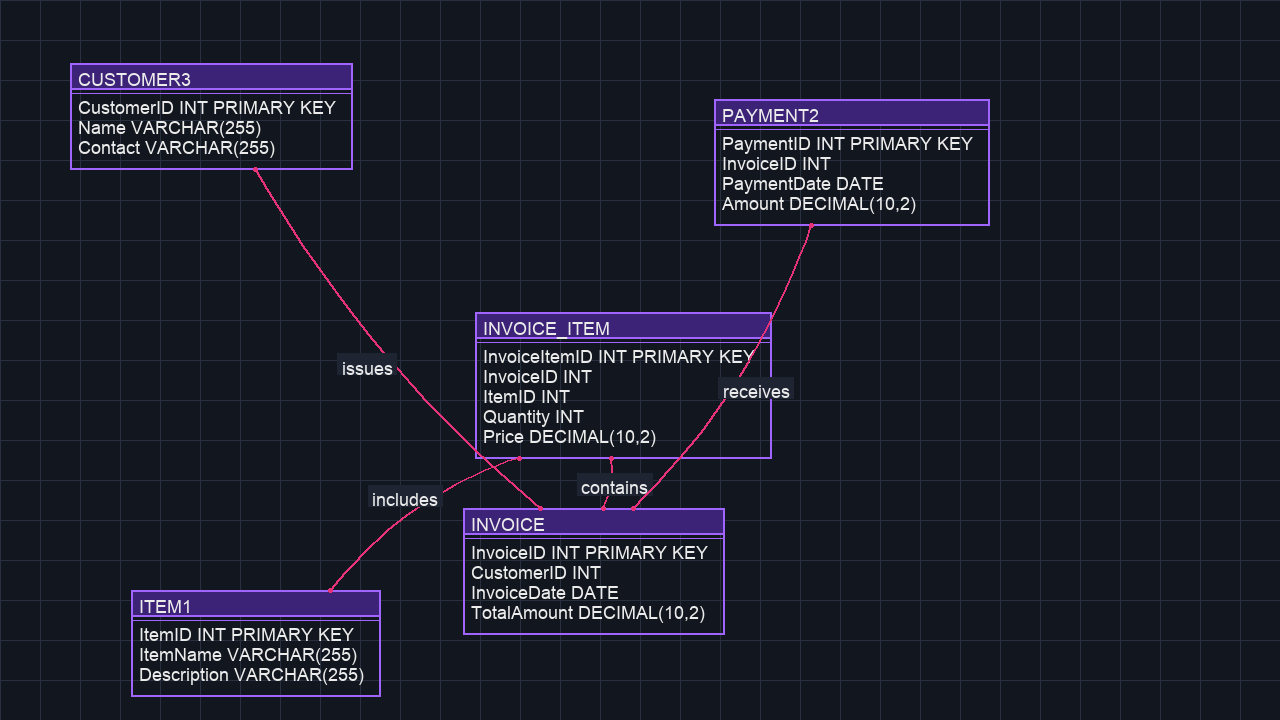 CUSTOMER3
CustomerID INT PRIMARY KEY
Name VARCHAR(255)
Contact VARCHAR(255)
PAYMENT2
PaymentID INT PRIMARY KEY
InvoiceID INT
PaymentDate DATE
Amount DECIMAL(10,2)
INVOICE_ITEM
InvoiceItemID INT PRIMARY KEY
InvoiceID INT
ItemID INT
Quantity INT
Price DECIMAL(10,2)
issues
receives
includes
contains
INVOICE
InvoiceID INT PRIMARY KEY
CustomerID INT
InvoiceDate DATE
TotalAmount DECIMAL(10,2)
ITEM1
ItemID INT PRIMARY KEY
ItemName VARCHAR(255)
Description VARCHAR(255)